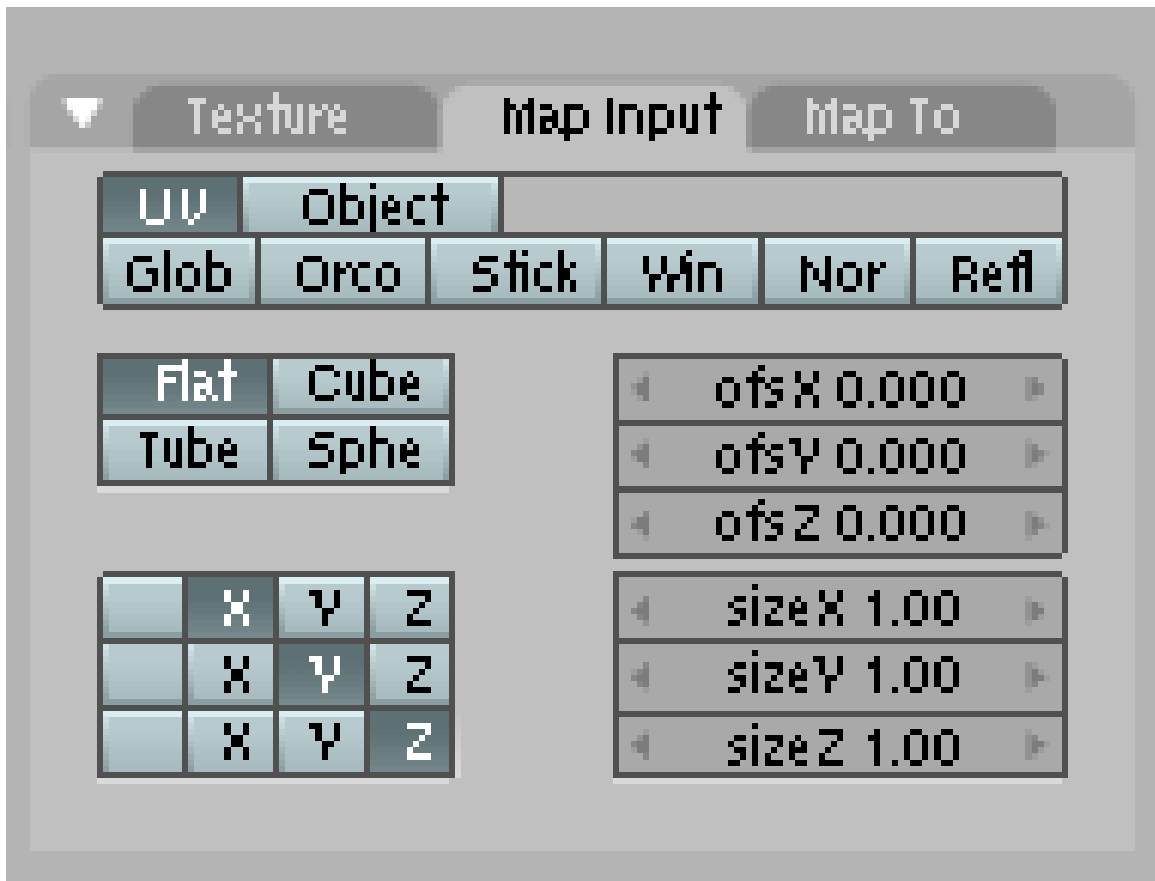 Texture Map Input Map To
UV Object
Glob Orco Stick Win Nor Refl
Flat Cube
Tube Sphe
ofsX 0.000
ofsY 0.000
ofsZ 0.000
X Y Z
X Y Z
X Y Z
sizeX 1.00
sizeY 1.00
sizeZ 1.00